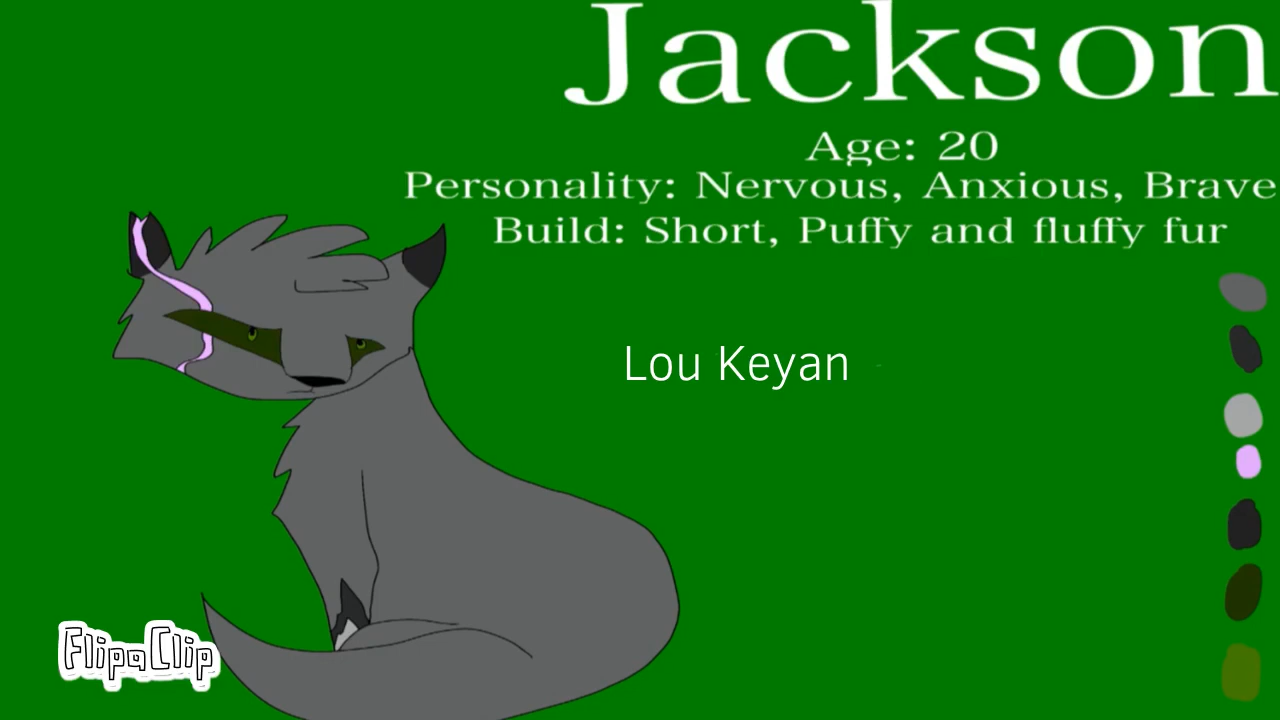 Jackson
Age: 20
Personality: Nervous, Anxious, Brave
Build: Short, Puffy and fluffy fur
Lou Keyan
FlipaClip